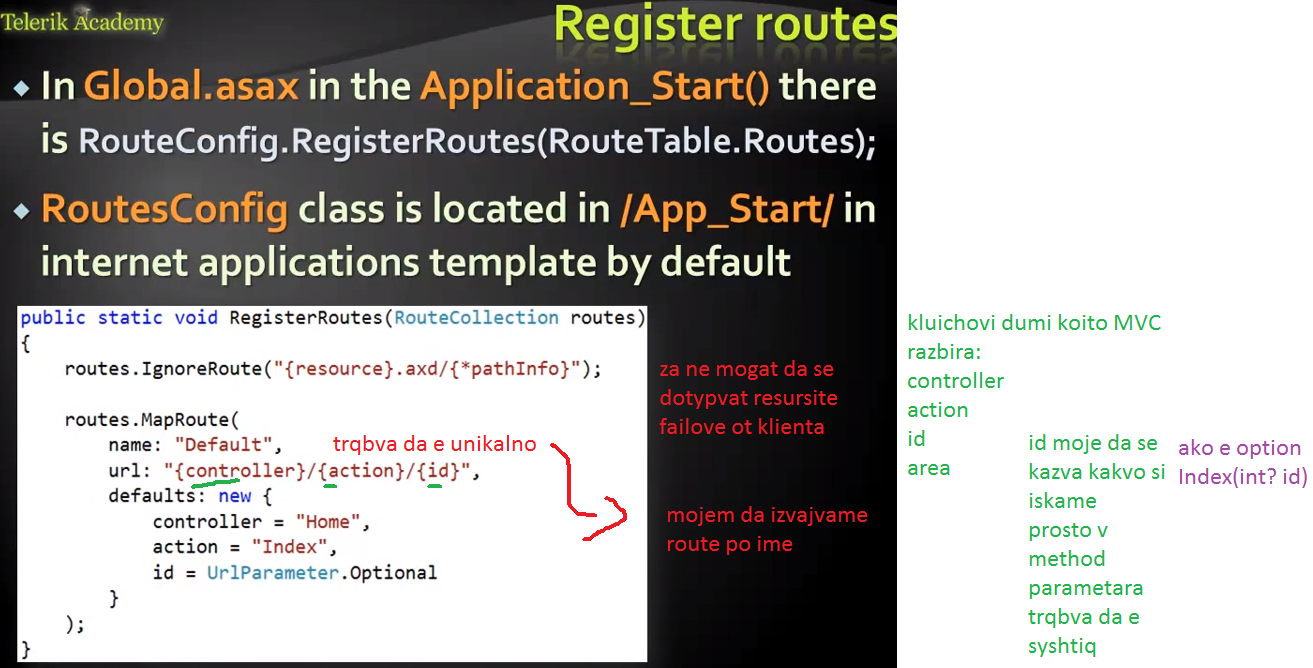 Telerik Academy
Register routes
In Global.asax in the Application_Start() there
is RouteConfig.RegisterRoutes(RouteTable.Routes);
RoutesConfig class is located in /App_Start/ in
internet applications template by default
public static void RegisterRoutes(RouteCollection routes)
{
routes.IgnoreRoute("{resource}.axd/{*pathInfo}");
routes.MapRoute(
name: "Default",
url: "{controller}/{action}/{id}",
defaults: new {
controller = "Home",
action = "Index",
id = UrlParameter.Optional
}
);
}
trqbva da e unikalno
za ne mogat da se
dotypvat resursite
failove ot klienta
mojem da izvajvame
route po ime
kluichovi dumi koito MVC
razbira:
controller
action
id
area
id moje da se
kazva kakvo si
iskame
prosto v
method
parametara
trqbva da e
syshtiq
ako e option
Index(int? id)